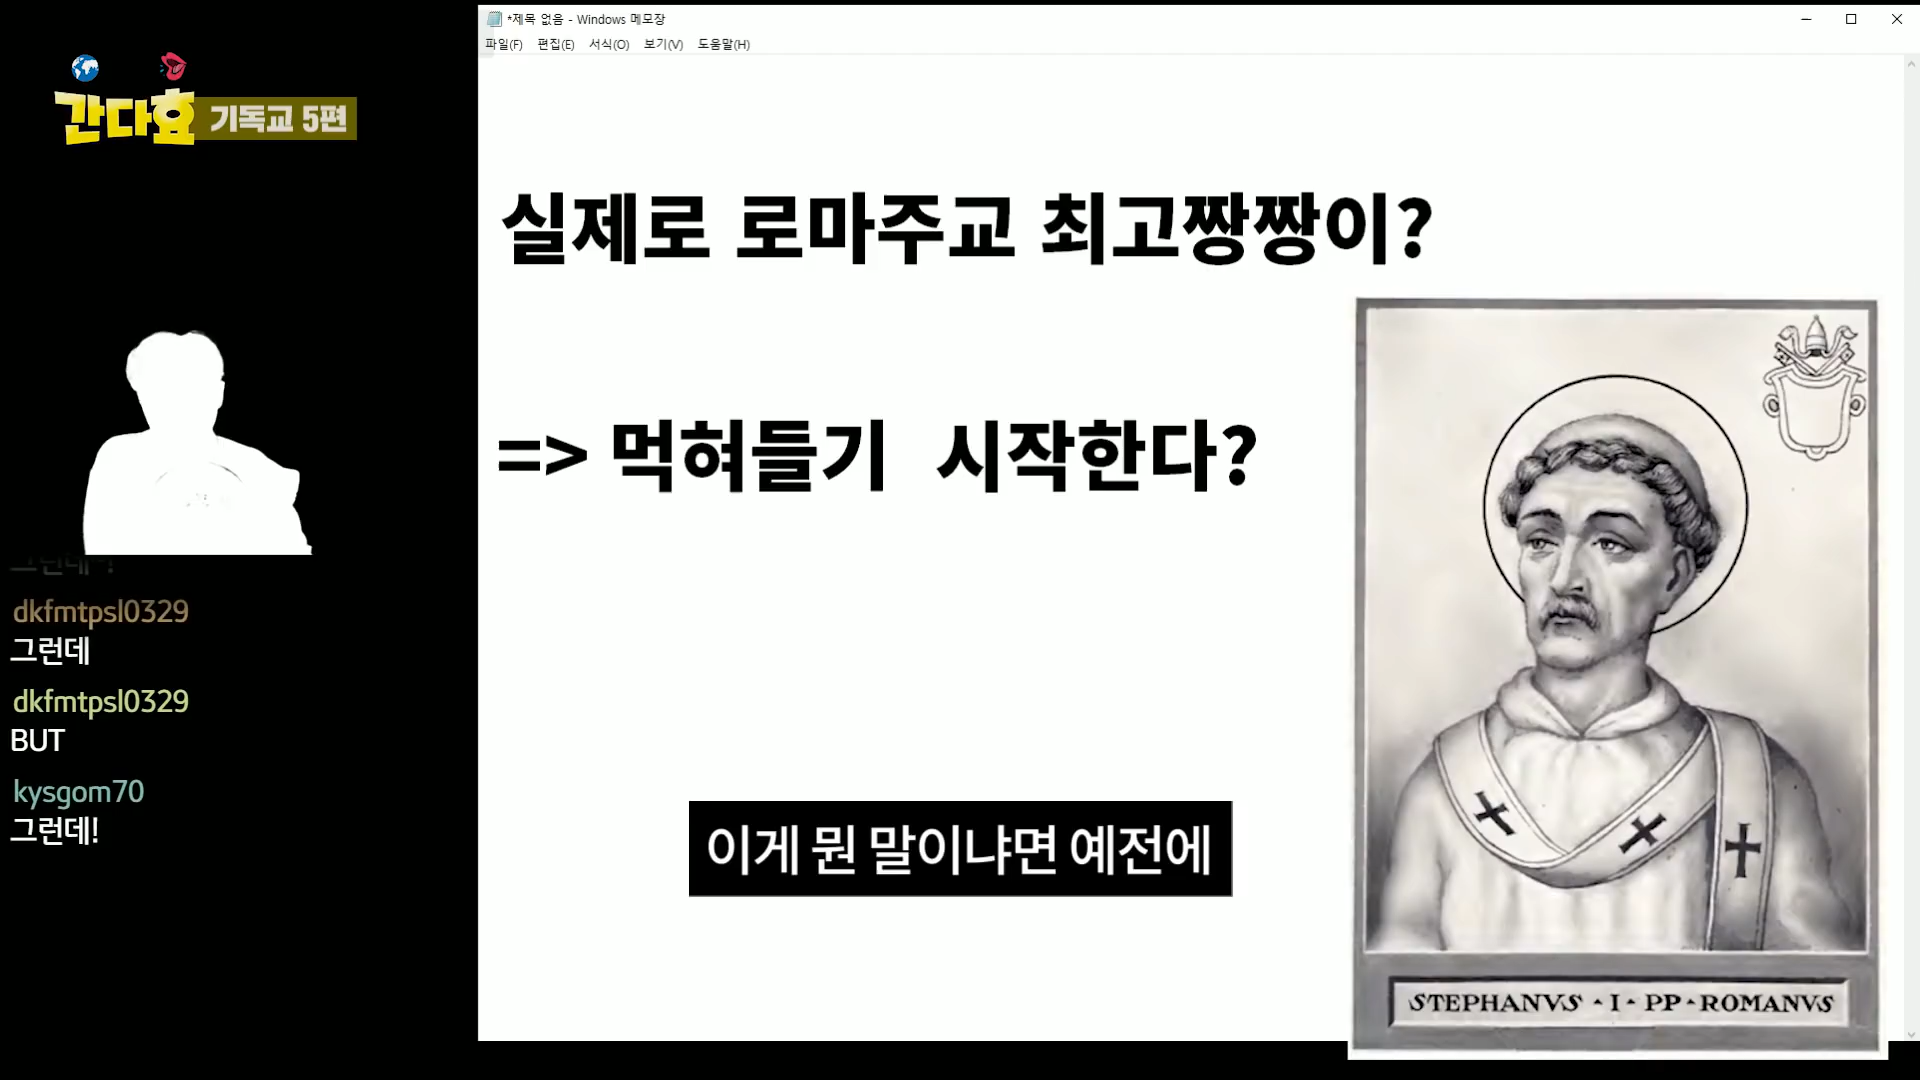 *제목 없음 - Windows 메모장
파일(F) 편집(E) 서식(O) 보기(V) 도움말(H)
간다효 기독교 5편
실제로 로마주교 최고짱짱이?
=> 먹혀들기 시작한다?
그런데
dkfmtpsl0329
그런데
dkfmtpsl0329
BUT
kysgom70
그런데!
이게 뭔 말이냐면 예전에
STEPHANVS · I · PP · ROMANVS